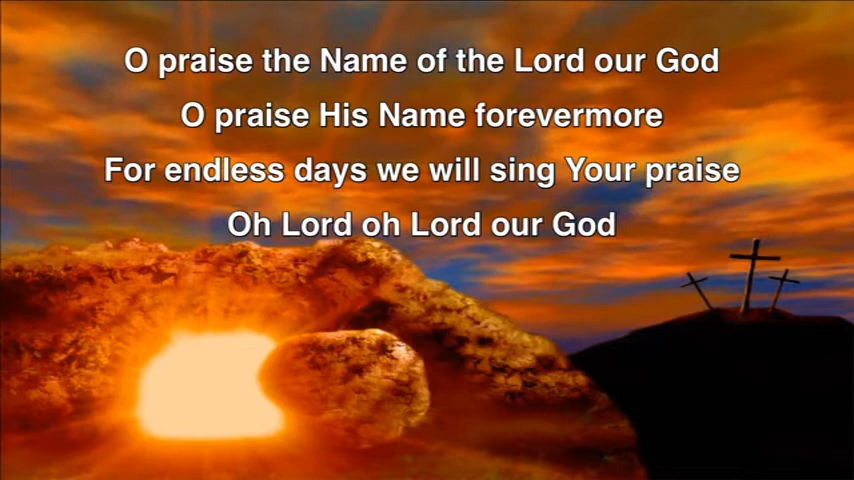 O praise the Name of the Lord our God
O praise His Name forevermore
For endless days we will sing Your praise
Oh Lord oh Lord our God